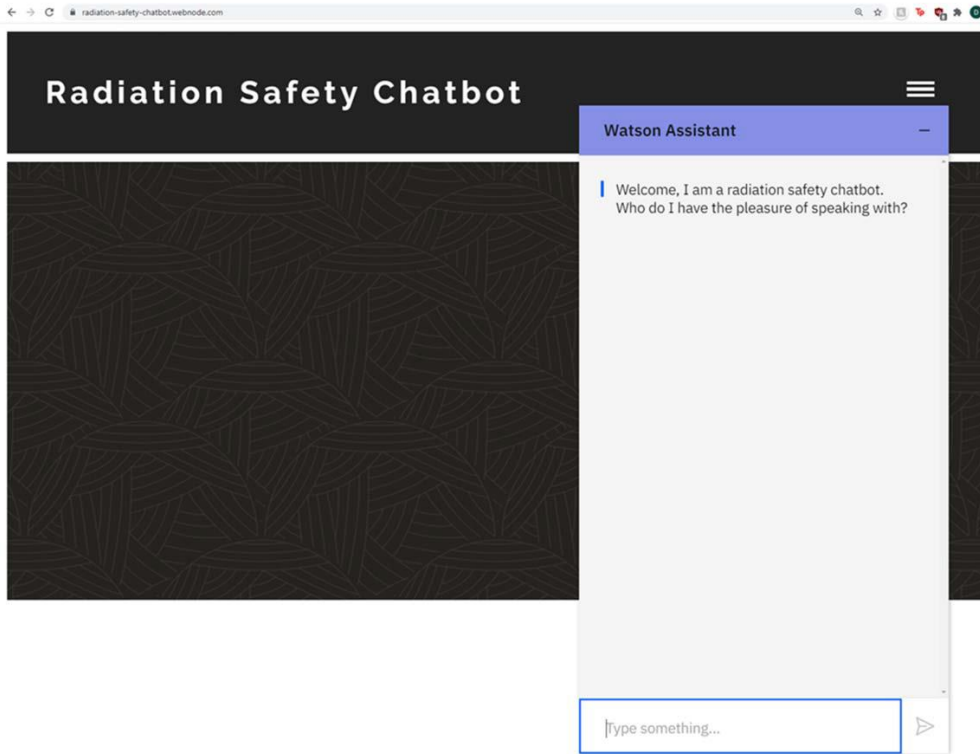 radiation-safety-chatbot.webnode.com
Radiation Safety Chatbot
Watson Assistant
Welcome, I am a radiation safety chatbot.
Who do I have the pleasure of speaking with?
Type something...